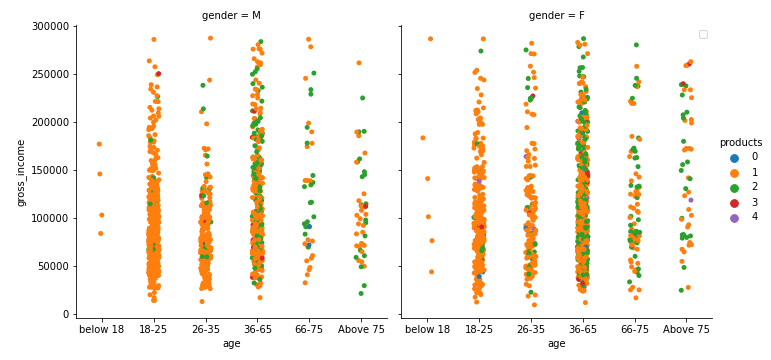 gender = M
gender = F
gross_income
300000
250000
200000
150000
100000
50000
0
below 18 18-25 26-35 36-65 66-75 Above 75
below 18 18-25 26-35 36-65 66-75 Above 75
age
age
products
0
1
2
3
4